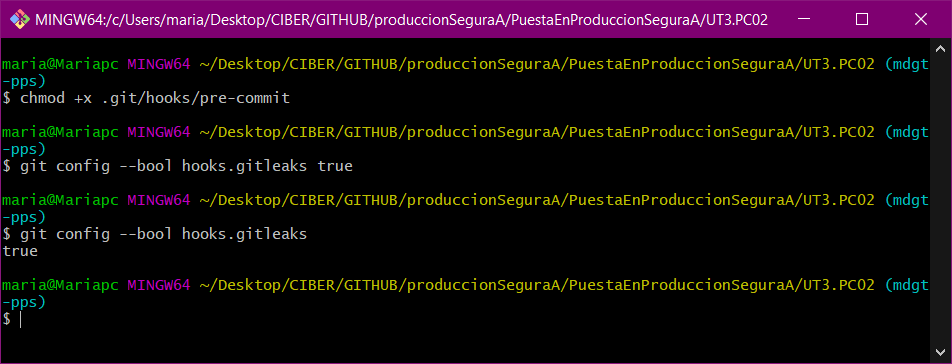 MINGW64:/c/Users/maria/Desktop/CIBER/GITHUB/produccionSeguraA/PuestaEnProduccionSeguraA/UT3.PC02
maria@Mariapc MINGW64 ~/Desktop/CIBER/GITHUB/produccionSeguraA/PuestaEnProduccionSeguraA/UT3.PC02 (mdgt
-pps)
$ chmod +x .git/hooks/pre-commit
maria@Mariapc MINGW64 ~/Desktop/CIBER/GITHUB/produccionSeguraA/PuestaEnProduccionSeguraA/UT3.PC02 (mdgt
-pps)
$ git config --bool hooks.gitleaks true
maria@Mariapc MINGW64 ~/Desktop/CIBER/GITHUB/produccionSeguraA/PuestaEnProduccionSeguraA/UT3.PC02 (mdgt
-pps)
$ git config --bool hooks.gitleaks
true
maria@Mariapc MINGW64 ~/Desktop/CIBER/GITHUB/produccionSeguraA/PuestaEnProduccionSeguraA/UT3.PC02 (mdgt
-pps)
$